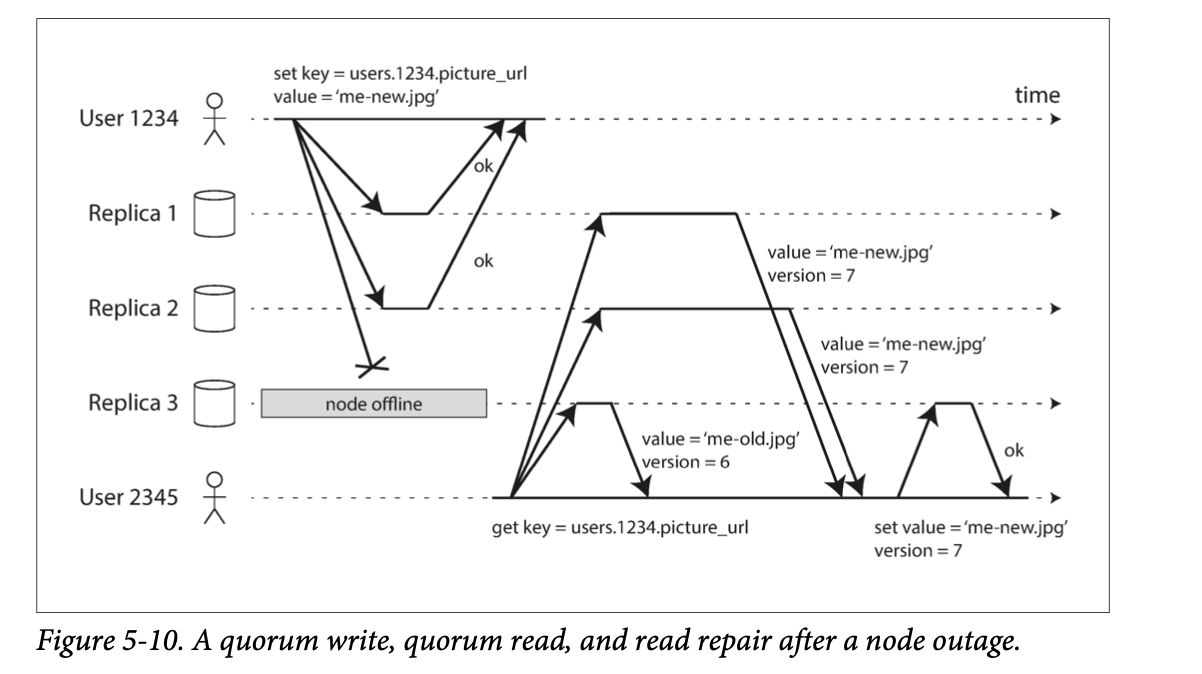 set key = users.1234.picture_url
value = ‘me-new.jpg’
time
User 1234
ok
Replica 1
value = ‘me-new.jpg’
version = 7
ok
Replica 2
value = ‘me-new.jpg’
version = 7
Replica 3
node offline
value = ‘me-old.jpg’
version = 6
ok
User 2345
get key = users.1234.picture_url
set value = ‘me-new.jpg’
version = 7
Figure 5-10. A quorum write, quorum read, and read repair after a node outage.